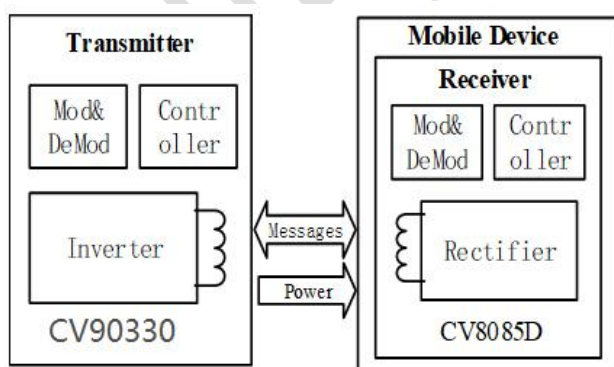 Transmitter
Mod&
DeMod
Contr
oller
Inverter
CV90330
Messages
Power
Mobile Device
Receiver
Mod&
DeMod
Contr
oller
Rectifier
CV8085D